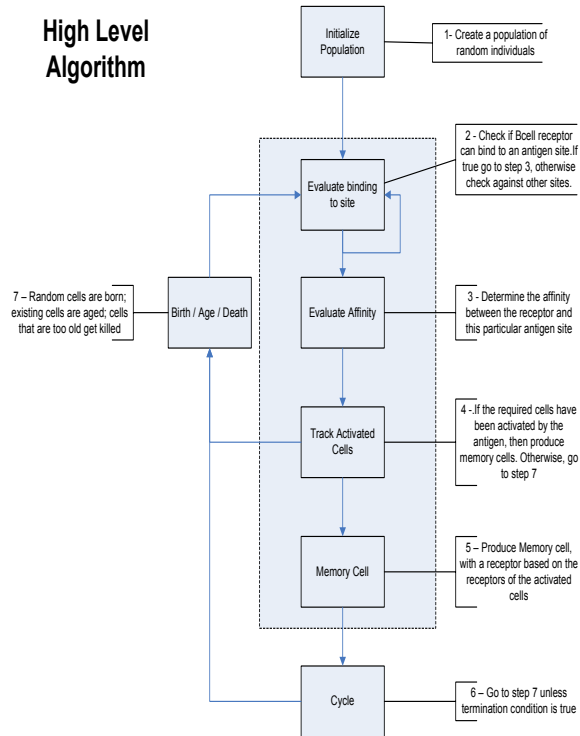 High Level
Algorithm
Initialize
Population
1- Create a population of
random individuals
2 - Check if Bcell receptor
can bind to an antigen site.If
true go to step 3, otherwise
check against other sites.
Evaluate binding
to site
7 – Random cells are born;
existing cells are aged; cells
that are too old get killed
Birth / Age / Death
Evaluate Affinity
3 - Determine the affinity
between the receptor and
this particular antigen site
Track Activated
Cells
4 -.If the required cells have
been activated by the
antigen, then produce
memory cells. Otherwise, go
to step 7
Memory Cell
5 – Produce Memory cell,
with a receptor based on the
receptors of the activated
cells
Cycle
6 – Go to step 7 unless
termination condition is true